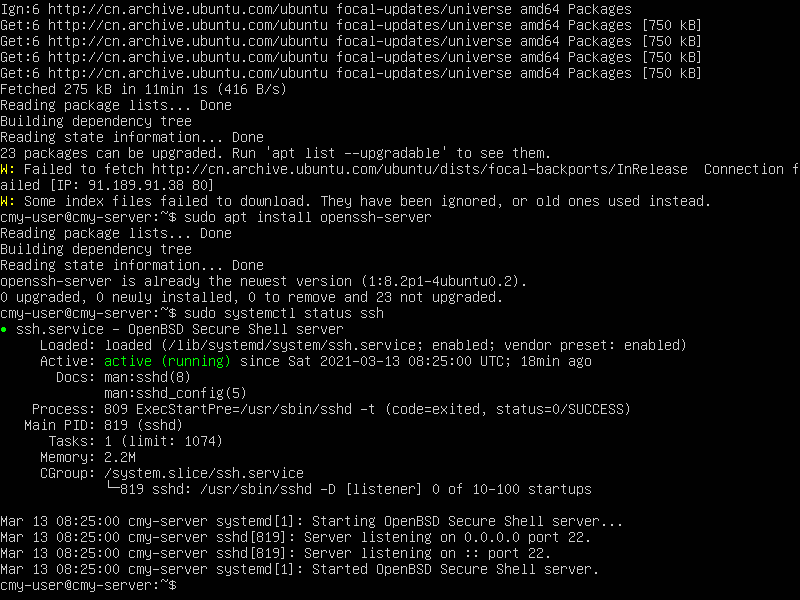 Ign:6 http://cn.archive.ubuntu.com/ubuntu focal-updates/universe amd64 Packages
Get:6 http://cn.archive.ubuntu.com/ubuntu focal-updates/universe amd64 Packages [750 kB]
Get:6 http://cn.archive.ubuntu.com/ubuntu focal-updates/universe amd64 Packages [750 kB]
Get:6 http://cn.archive.ubuntu.com/ubuntu focal-updates/universe amd64 Packages [750 kB]
Get:6 http://cn.archive.ubuntu.com/ubuntu focal-updates/universe amd64 Packages [750 kB]
Fetched 275 kB in 11min 1s (416 B/s)
Reading package lists... Done
Building dependency tree
Reading state information... Done
23 packages can be upgraded. Run 'apt list --upgradable' to see them.
W: Failed to fetch http://cn.archive.ubuntu.com/ubuntu/dists/focal-backports/InRelease  Connection f
ailed [IP: 91.189.91.38 80]
W: Some index files failed to download. They have been ignored, or old ones used instead.
cmy-user@cmy-server:~$ sudo apt install openssh-server
Reading package lists... Done
Building dependency tree
Reading state information... Done
openssh-server is already the newest version (1:8.2p1-4ubuntu0.2).
0 upgraded, 0 newly installed, 0 to remove and 23 not upgraded.
cmy-user@cmy-server:~$ sudo systemctl status ssh
● ssh.service - OpenBSD Secure Shell server
     Loaded: loaded (/lib/systemd/system/ssh.service; enabled; vendor preset: enabled)
     Active: active (running) since Sat 2021-03-13 08:25:00 UTC; 18min ago
       Docs: man:sshd(8)
             man:sshd_config(5)
    Process: 809 ExecStartPre=/usr/sbin/sshd -t (code=exited, status=0/SUCCESS)
   Main PID: 819 (sshd)
      Tasks: 1 (limit: 1074)
     Memory: 2.2M
     CGroup: /system.slice/ssh.service
             └─819 sshd: /usr/sbin/sshd -D [listener] 0 of 10-100 startups

Mar 13 08:25:00 cmy-server systemd[1]: Starting OpenBSD Secure Shell server...
Mar 13 08:25:00 cmy-server sshd[819]: Server listening on 0.0.0.0 port 22.
Mar 13 08:25:00 cmy-server sshd[819]: Server listening on :: port 22.
Mar 13 08:25:00 cmy-server systemd[1]: Started OpenBSD Secure Shell server.
cmy-user@cmy-server:~$